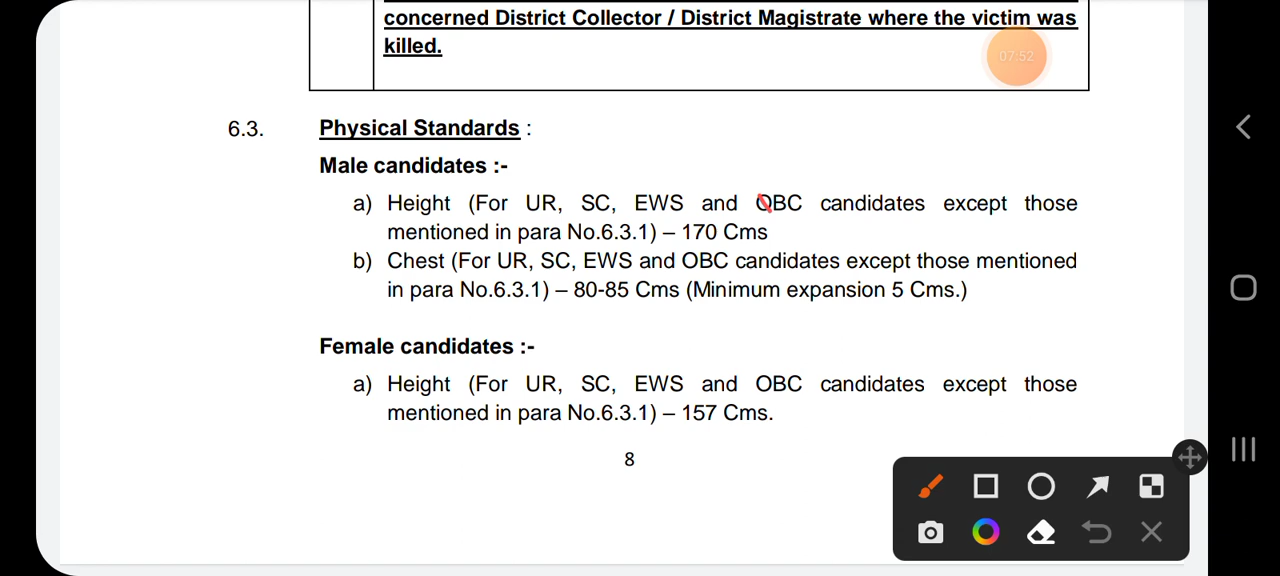 concerned District Collector / District Magistrate where the victim was
killed.
07:52
6.3. Physical Standards :
Male candidates :-
a) Height (For UR, SC, EWS and OBC candidates except those
mentioned in para No.6.3.1) – 170 Cms
b) Chest (For UR, SC, EWS and OBC candidates except those mentioned
in para No.6.3.1) – 80-85 Cms (Minimum expansion 5 Cms.)
Female candidates :-
a) Height (For UR, SC, EWS and OBC candidates except those
mentioned in para No.6.3.1) – 157 Cms.
8